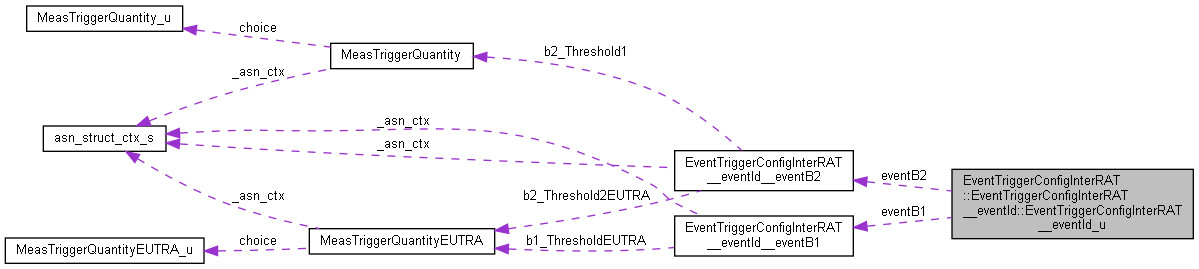 MeasTriggerQuantity_u
choice
MeasTriggerQuantity
b2_Threshold1
_asn_ctx
asn_struct_ctx_s
_asn_ctx
_asn_ctx
EventTriggerConfigInterRAT
__eventId__eventB2
eventB2
EventTriggerConfigInterRAT
::EventTriggerConfigInterRAT
__eventId::EventTriggerConfigInterRAT
__eventId_u
_asn_ctx
b2_Threshold2EUTRA
eventB1
EventTriggerConfigInterRAT
__eventId__eventB1
MeasTriggerQuantityEUTRA
b1_ThresholdEUTRA
choice
MeasTriggerQuantityEUTRA_u